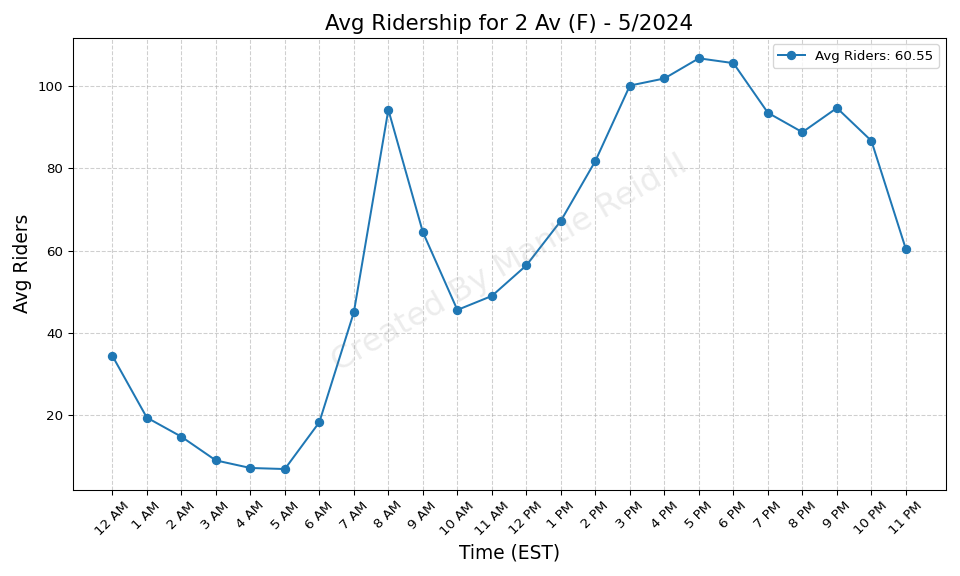 Avg Ridership for 2 Av (F) - 5/2024
Avg Riders: 60.55
Avg Riders
100
80
60
40
20
Created By Mantie Reid II
12 AM
1 AM
2 AM
3 AM
4 AM
5 AM
6 AM
7 AM
8 AM
9 AM
10 AM
11 AM
12 PM
1 PM
2 PM
3 PM
4 PM
5 PM
6 PM
7 PM
8 PM
9 PM
10 PM
11 PM
Time (EST)